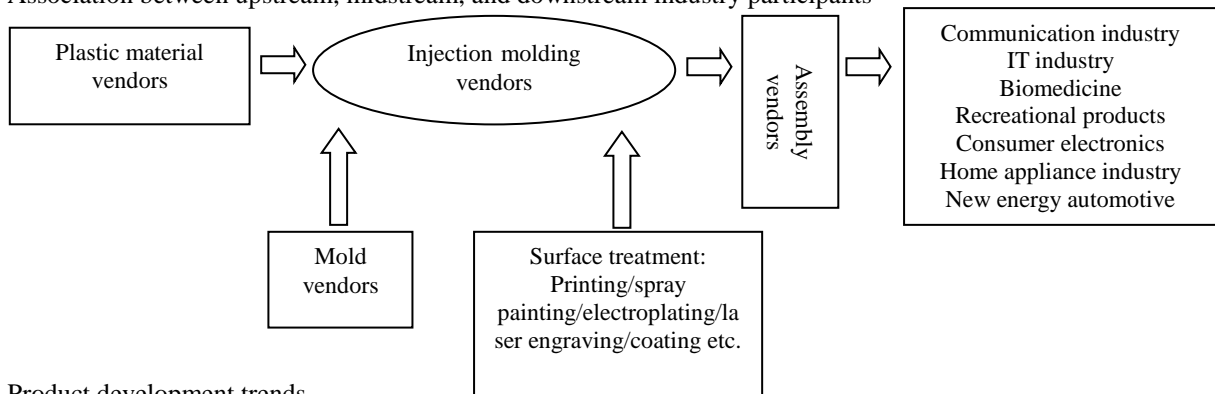 Association between upstream, midstream, and downstream industry participants
Plastic material
vendors
Injection molding
vendors
Assembly
vendors
Communication industry
IT industry
Biomedicine
Recreational products
Consumer electronics
Home appliance industry
New energy automotive
Mold
vendors
Surface treatment:
Printing/spray
painting/electroplating/la
ser engraving/coating etc.
Product development trends